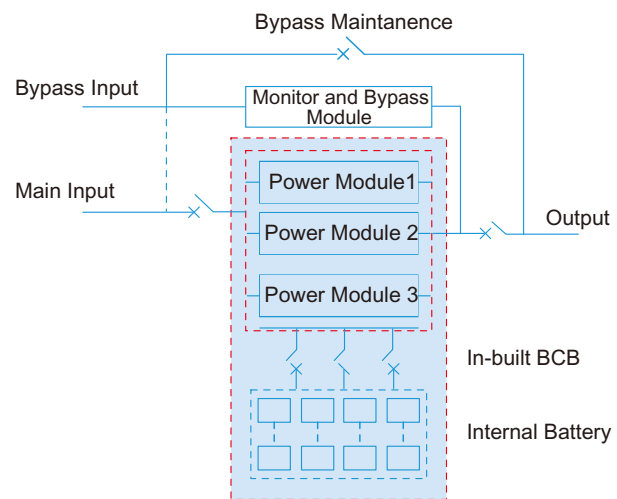 Bypass Maintanence
Bypass Input
Monitor and Bypass
Module
Main Input
Power Module1
Power Module 2
Output
Power Module 3
In-built BCB
Internal Battery